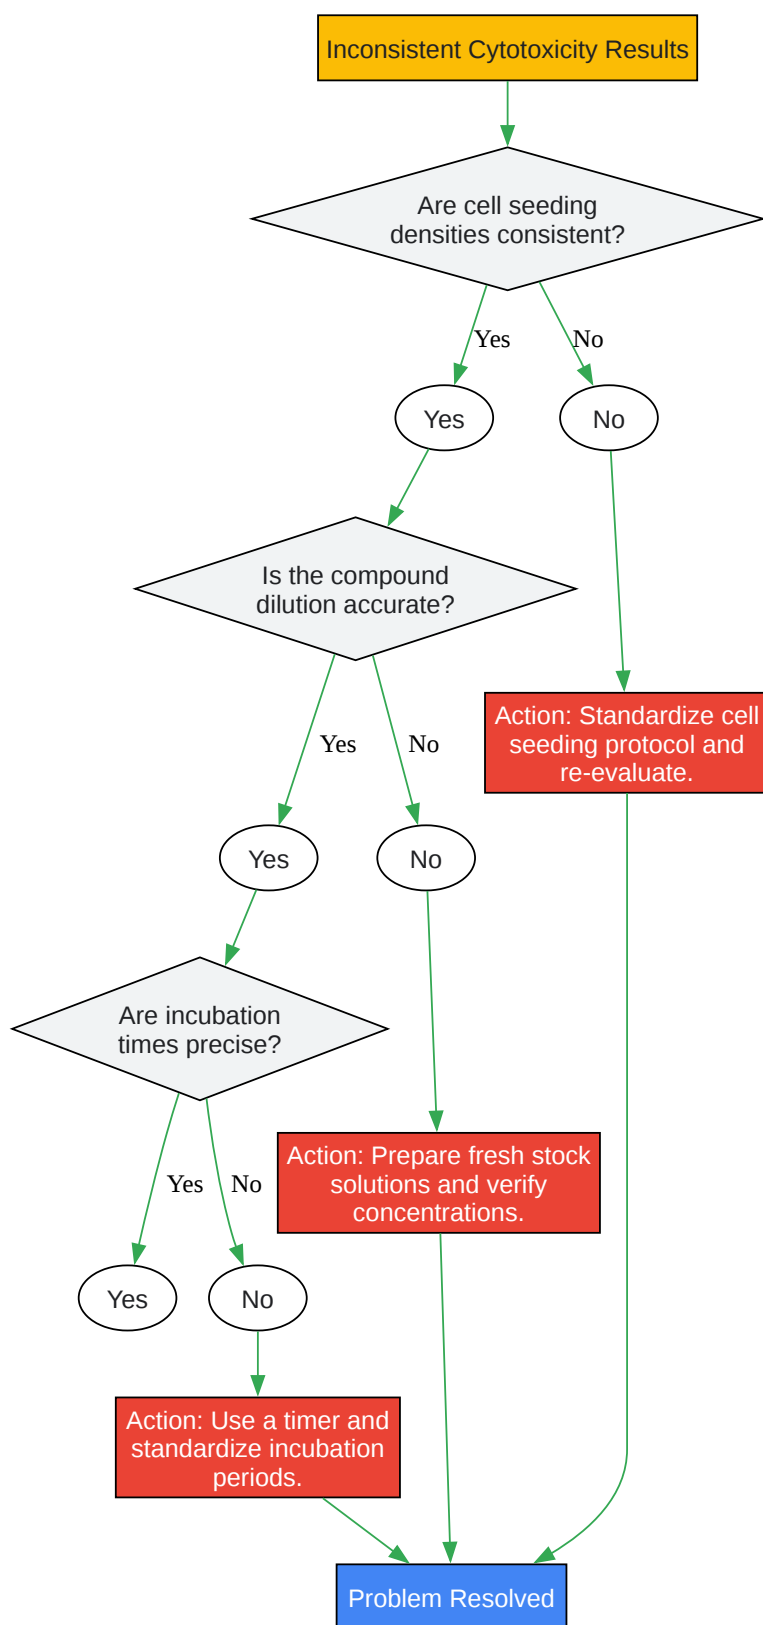 Inconsistent Cytotoxicity Results
Are cell seeding
densities consistent?
Yes
No
Yes
No
Is the compound
dilution accurate?
Yes
No
Action: Standardize cell
seeding protocol and
re-evaluate.
Yes
No
Are incubation
times precise?
Yes
No
Action: Prepare fresh stock
solutions and verify
concentrations.
Yes
No
Action: Use a timer and
standardize incubation
periods.
Problem Resolved